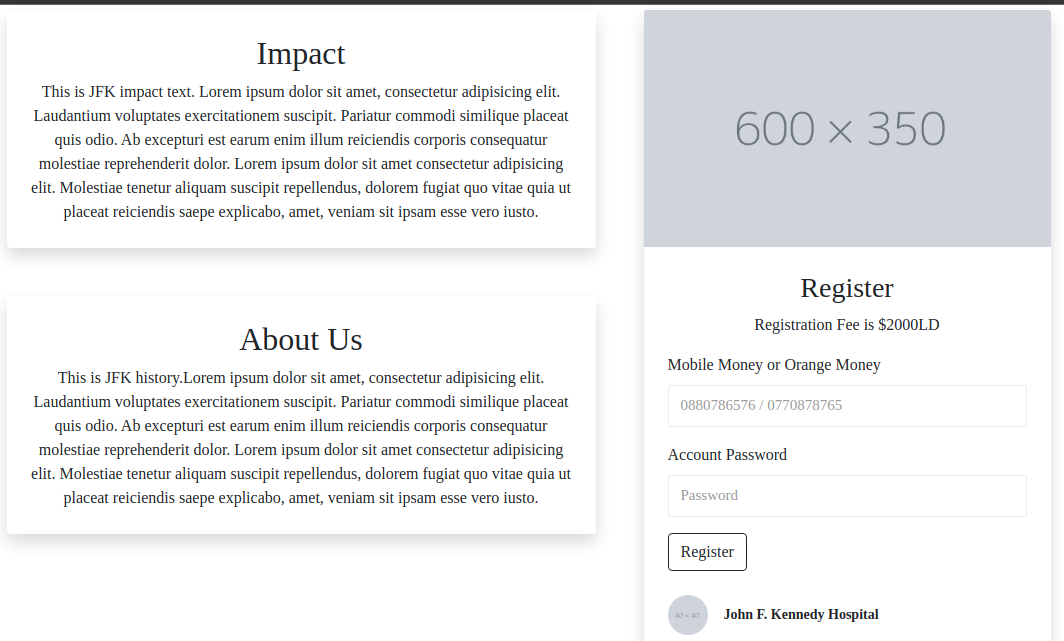 Impact
This is JFK impact text. Lorem ipsum dolor sit amet, consectetur adipisicing elit.
Laudantium voluptates exercitationem suscipit. Pariatur commodi similique placeat
quis odio. Ab excepturi est earum enim illum reiciendis corporis consequatur
molestiae reprehenderit dolor. Lorem ipsum dolor sit amet consectetur adipisicing
elit. Molestiae tenetur aliquam suscipit repellendus, dolorem fugiat quo vitae quia ut
placeat reiciendis saepe explicabo, amet, veniam sit ipsam esse vero iusto.
About Us
This is JFK history.Lorem ipsum dolor sit amet, consectetur adipisicing elit.
Laudantium voluptates exercitationem suscipit. Pariatur commodi similique placeat
quis odio. Ab excepturi est earum enim illum reiciendis corporis consequatur
molestiae reprehenderit dolor. Lorem ipsum dolor sit amet consectetur adipisicing
elit. Molestiae tenetur aliquam suscipit repellendus, dolorem fugiat quo vitae quia ut
placeat reiciendis saepe explicabo, amet, veniam sit ipsam esse vero iusto.
600 × 350
Register
Registration Fee is $2000LD
Mobile Money or Orange Money
0880786576 / 0770878765
Account Password
Password
Register
40 × 40
John F. Kennedy Hospital